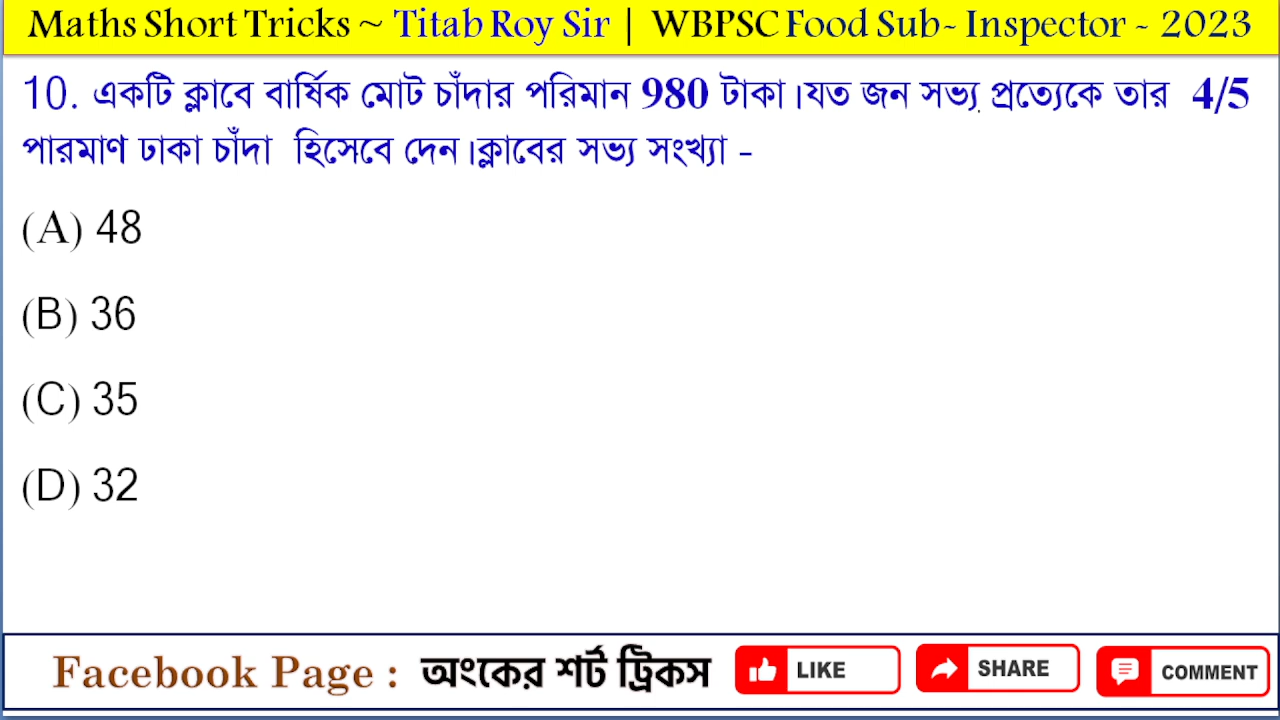 Maths Short Tricks ~ Titab Roy Sir | WBPSC Food Sub- Inspector - 2023
10. একটি ক্লাবে বার্ষিক মোট চাঁদার পরিমান 980 টাকা।যত জন সভ্য প্রত্যেকে তার 4/5
পারমাণ ঢাকা চাঁদা হিসেবে দেন।ক্লাবের সভ্য সংখ্যা -
(A) 48
(B) 36
(C) 35
(D) 32
Facebook Page : অংকের শর্ট ট্রিকস LIKE SHARE COMMENT